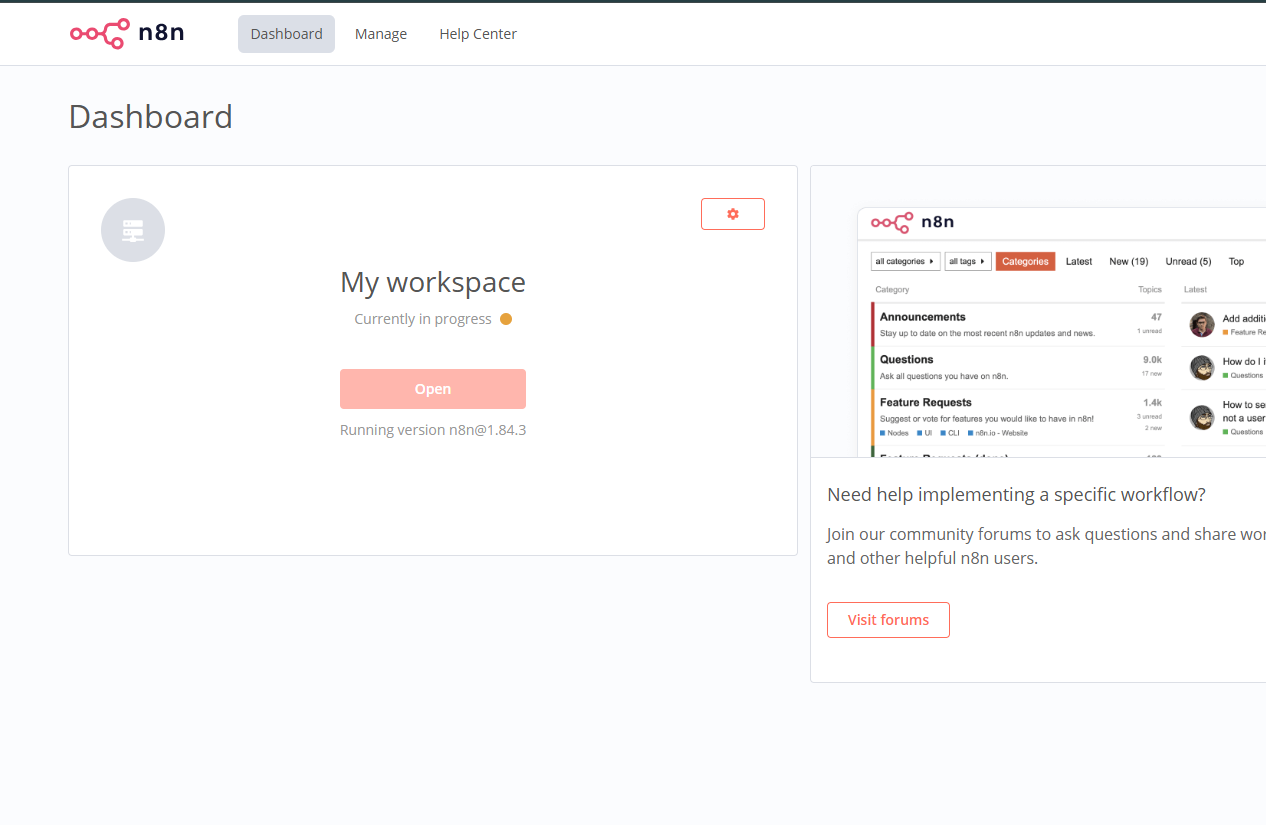 n8n
Dashboard
Manage
Help Center
Dashboard
My workspace
Currently in progress
Open
Running version n8n@1.84.3
n8n
all categories
all tags
Categories
Latest
New (19)
Unread (5)
Top
Category
Topics
Latest
Announcements
47
Stay up to date on the most recent n8n updates and news.
1 unread
Questions
9.0k
Ask all questions you have on n8n.
17 new
Feature Requests
1.4k
Suggest or vote for features you would like to have in n8n!
3 unread
Nodes UI CLI n8n.io - Website
2 new
Add additi
Feature Re
How do I i
Questions
How to se
not a user
Questions
Need help implementing a specific workflow?
Join our community forums to ask questions and share wor
and other helpful n8n users.
Visit forums